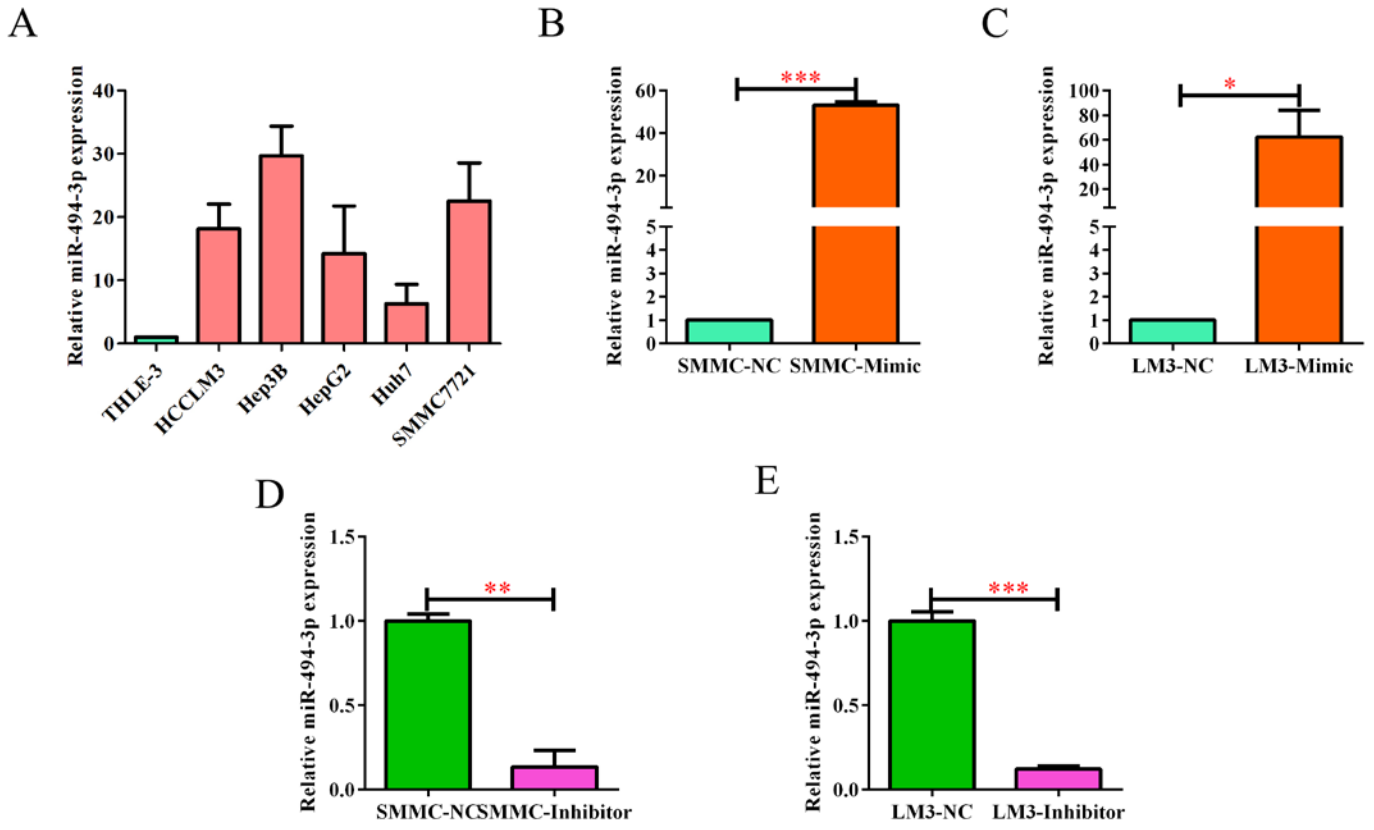 A
Relative miR-494-3p expression
40
30
20
10
0
THLE-3
HCCLM3
Hep3B
HepG2
Huh7
SMMC7721
B
Relative miR-494-3p expression
***
60
40
20
5
4
3
2
1
0
SMMC-NC SMMC-Mimic
C
Relative miR-494-3p expression
*
100
80
60
40
20
5
4
3
2
1
0
LM3-NC LM3-Mimic
D
Relative miR-494-3p expression
**
1.5
1.0
0.5
0.0
SMMC-NC SMMC-Inhibitor
E
Relative miR-494-3p expression
***
1.5
1.0
0.5
0.0
LM3-NC LM3-Inhibitor